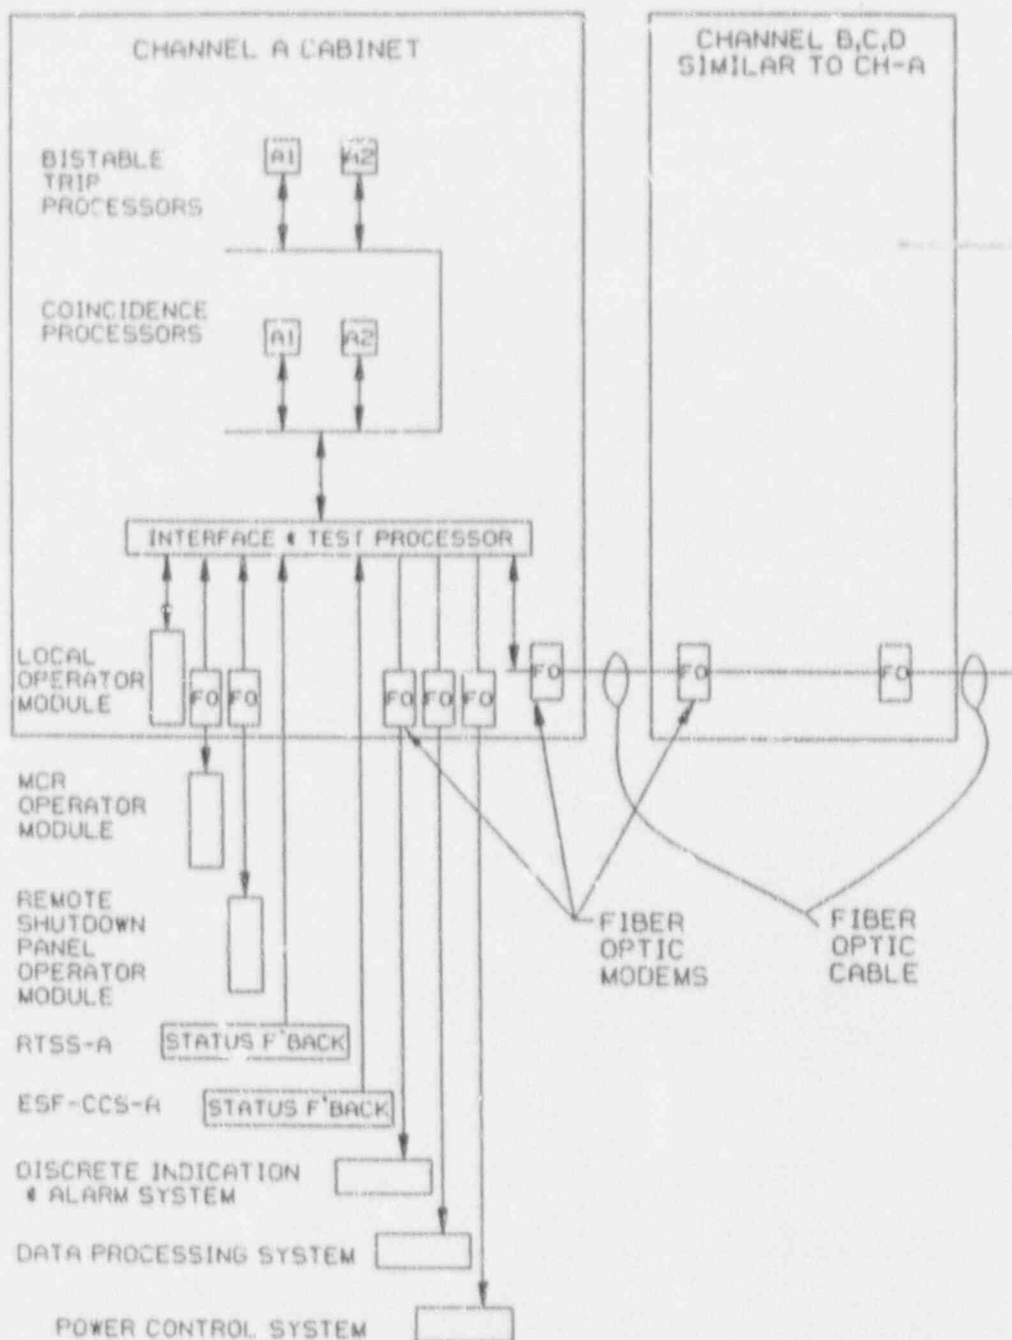 CHANNEL A CABINET
CHANNEL B,C,D
SIMILAR TO CH-A
BISTABLE
TRIP
PROCESSORS
A1
A2
COINCIDENCE
PROCESSORS
A1
A2
INTERFACE & TEST PROCESSOR
LOCAL
OPERATOR
MODULE
FO
FO
FO
FO
FO
FO
FO
FO
MCR
OPERATOR
MODULE
REMOTE
SHUTDOWN
PANEL
OPERATOR
MODULE
FIBER
OPTIC
MODEMS
FIBER
OPTIC
CABLE
RTSS-A
STATUS F'BACK
ESF-CCS-A
STATUS F'BACK
DISCRETE INDICATION
& ALARM SYSTEM
DATA PROCESSING SYSTEM
POWER CONTROL SYSTEM